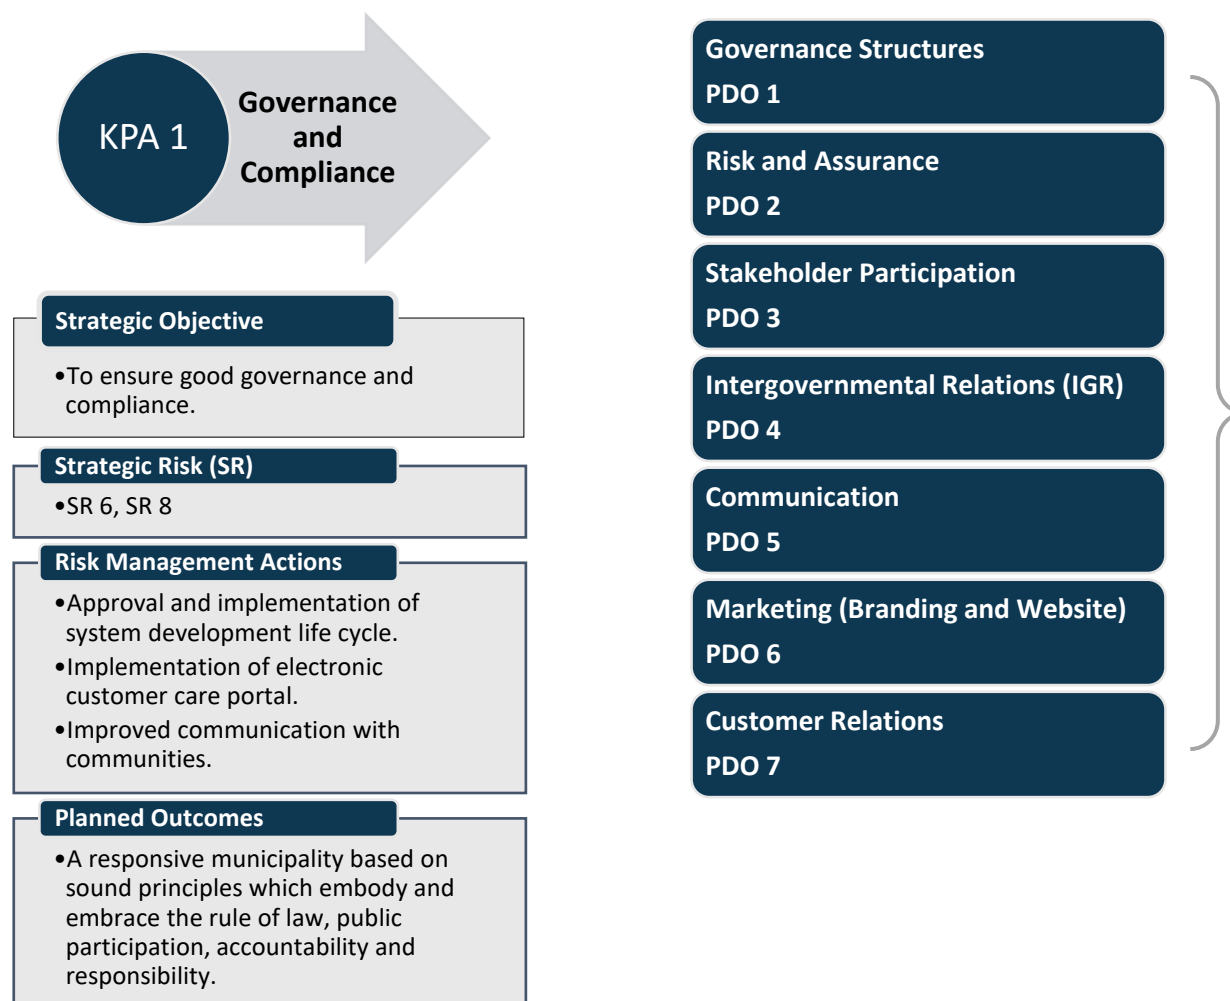 KPA 1
Governance
and
Compliance
Strategic Objective
•To ensure good governance and
compliance.
Strategic Risk (SR)
•SR 6, SR 8
Risk Management Actions
•Approval and implementation of
system development life cycle.
•Implementation of electronic
customer care portal.
•Improved communication with
communities.
Planned Outcomes
•A responsive municipality based on
sound principles which embody and
embrace the rule of law, public
participation, accountability and
responsibility.
Governance Structures
PDO 1
Risk and Assurance
PDO 2
Stakeholder Participation
PDO 3
Intergovernmental Relations (IGR)
PDO 4
Communication
PDO 5
Marketing (Branding and Website)
PDO 6
Customer Relations
PDO 7